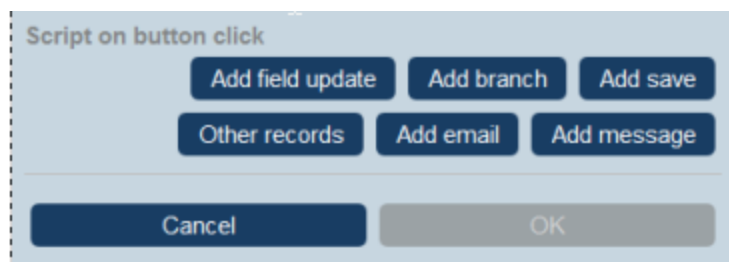 Script on button click
Add field update Add branch Add save
Other records Add email Add message
Cancel OK